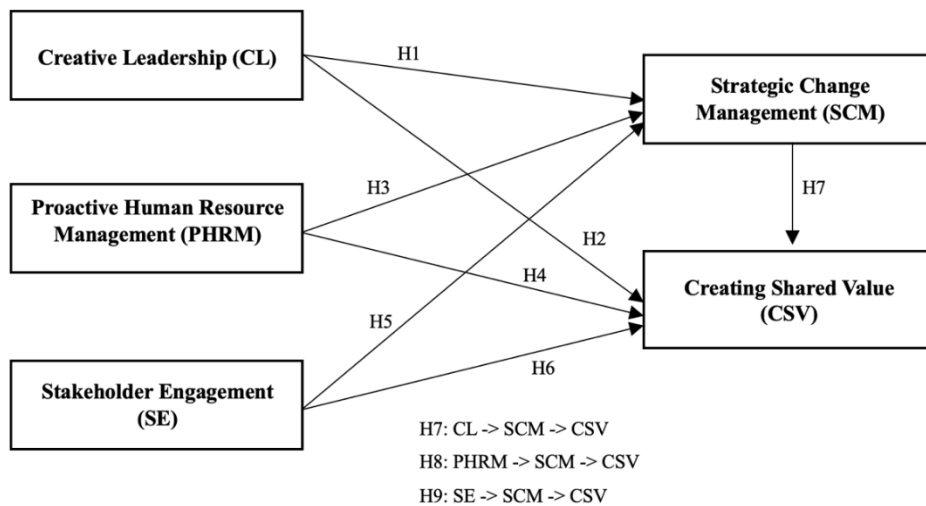 Creative Leadership (CL)
H1
Strategic Change
Management (SCM)
Proactive Human Resource
Management (PHRM)
H3
H7
H2
H4
Creating Shared Value
(CSV)
H5
Stakeholder Engagement
(SE)
H6
H7: CL -> SCM -> CSV
H8: PHRM -> SCM -> CSV
H9: SE -> SCM -> CSV